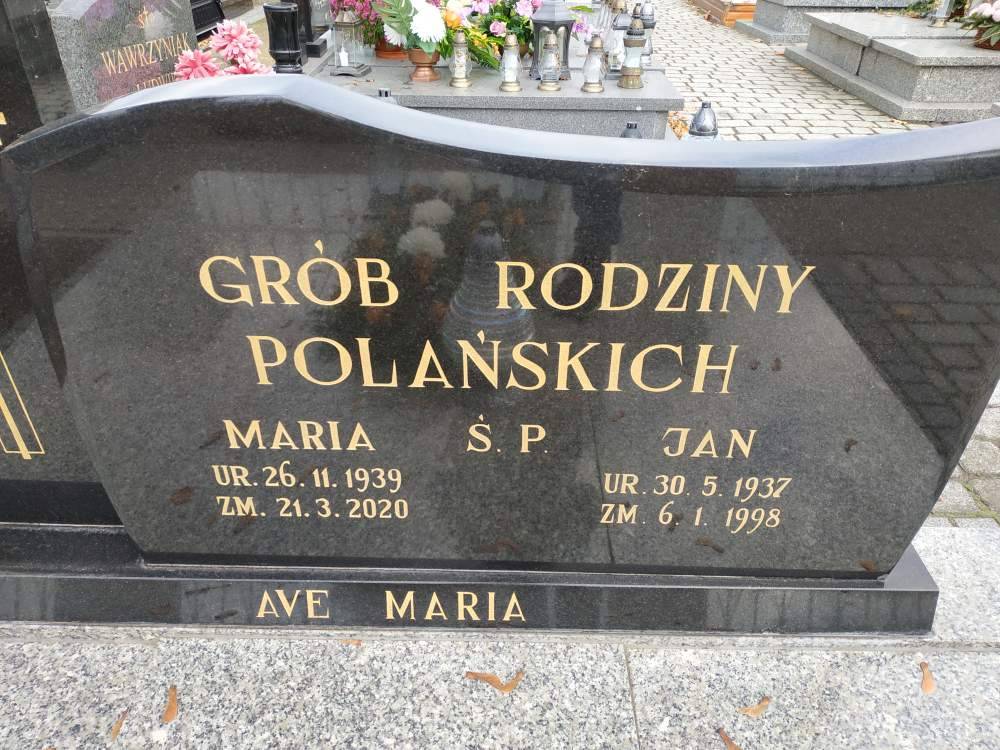 WAWRZYNIAK
GRÓB RODZINY
POLAŃSKICH
MARIA Ś.P. JAN
UR. 26. 11. 1939 UR. 30. 5. 1937
ZM. 21. 3. 2020 ZM. 6. 1. 1998
AVE MARIA